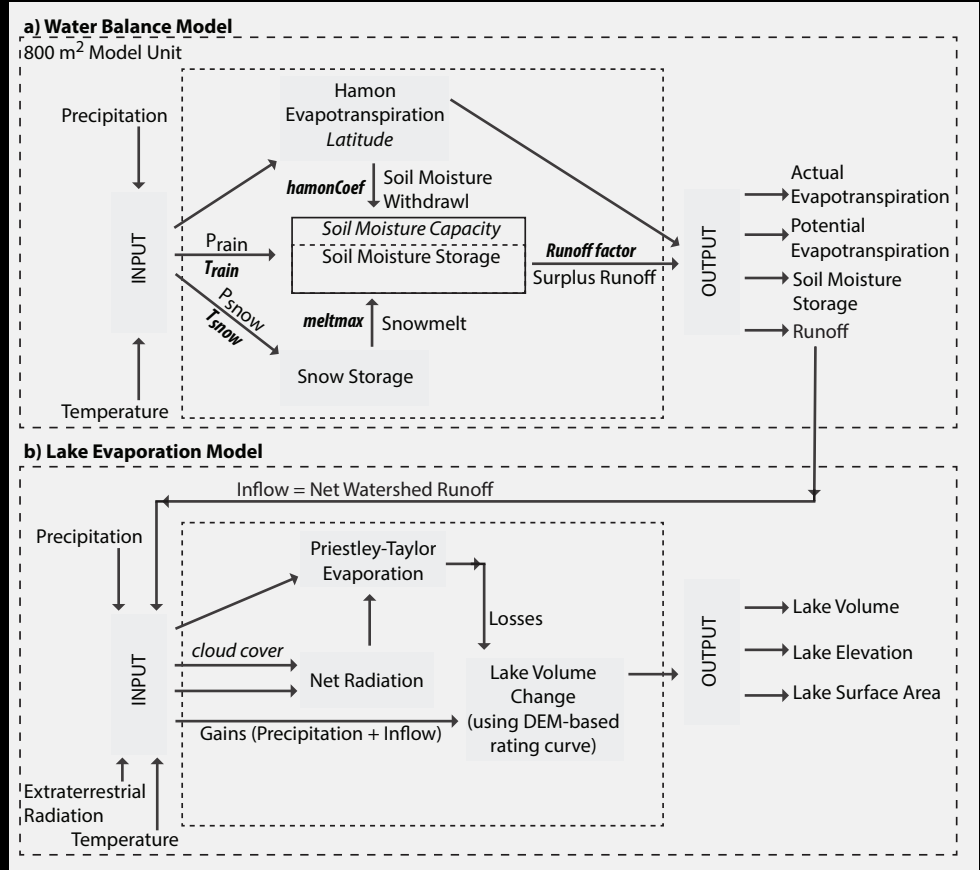 a) Water Balance Model
800 m2 Model Unit
Precipitation
INPUT
Temperature
Hamon
Evapotranspiration
Latitude
hamonCoef
Soil Moisture
Withdrawl
Prain
Train
Psnow
Tsnow
Soil Moisture Capacity
Soil Moisture Storage
meltmax
Snowmelt
Snow Storage
Runoff factor
Surplus Runoff
OUTPUT
Actual
Evapotranspiration
Potential
Evapotranspiration
Soil Moisture
Storage
Runoff
b) Lake Evaporation Model
Inflow = Net Watershed Runoff
Precipitation
INPUT
Extraterrestrial
Radiation
Temperature
Priestley-Taylor
Evaporation
Losses
cloud cover
Net Radiation
Gains (Precipitation + Inflow)
Lake Volume
Change
(using DEM-based
rating curve)
OUTPUT
Lake Volume
Lake Elevation
Lake Surface Area